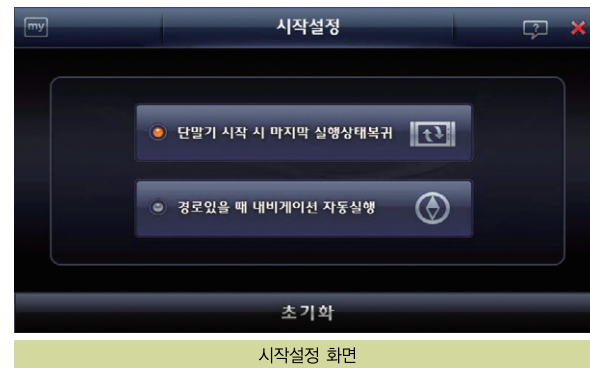 my
시작설정
?
단말기 시작 시 마지막 실행상태복귀
경로있을 때 내비게이션 자동실행
초기화
시작설정 화면